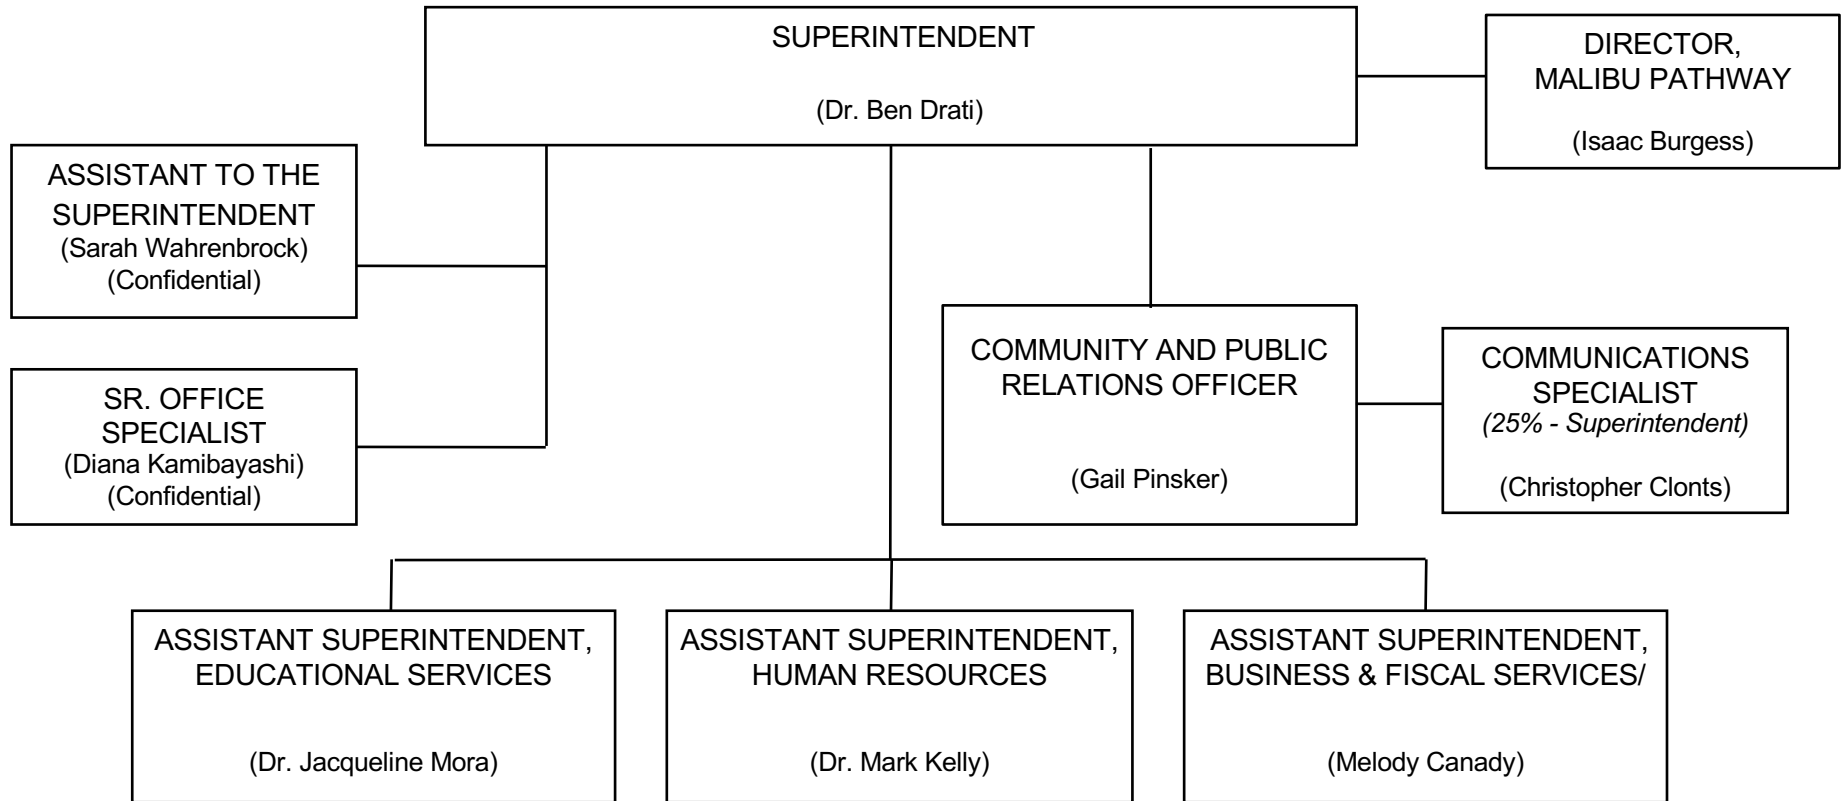 SUPERINTENDENT
(Dr. Ben Drati)
DIRECTOR,
MALIBU PATHWAY
(Isaac Burgess)
ASSISTANT TO THE
SUPERINTENDENT
(Sarah Wahrenbrock)
(Confidential)
SR. OFFICE
SPECIALIST
(Diana Kamibayashi)
(Confidential)
COMMUNITY AND PUBLIC
RELATIONS OFFICER
(Gail Pinsker)
COMMUNICATIONS
SPECIALIST
(25% - Superintendent)
(Christopher Clonts)
ASSISTANT SUPERINTENDENT,
EDUCATIONAL SERVICES
(Dr. Jacqueline Mora)
ASSISTANT SUPERINTENDENT,
HUMAN RESOURCES
(Dr. Mark Kelly)
ASSISTANT SUPERINTENDENT,
BUSINESS & FISCAL SERVICES/
(Melody Canady)